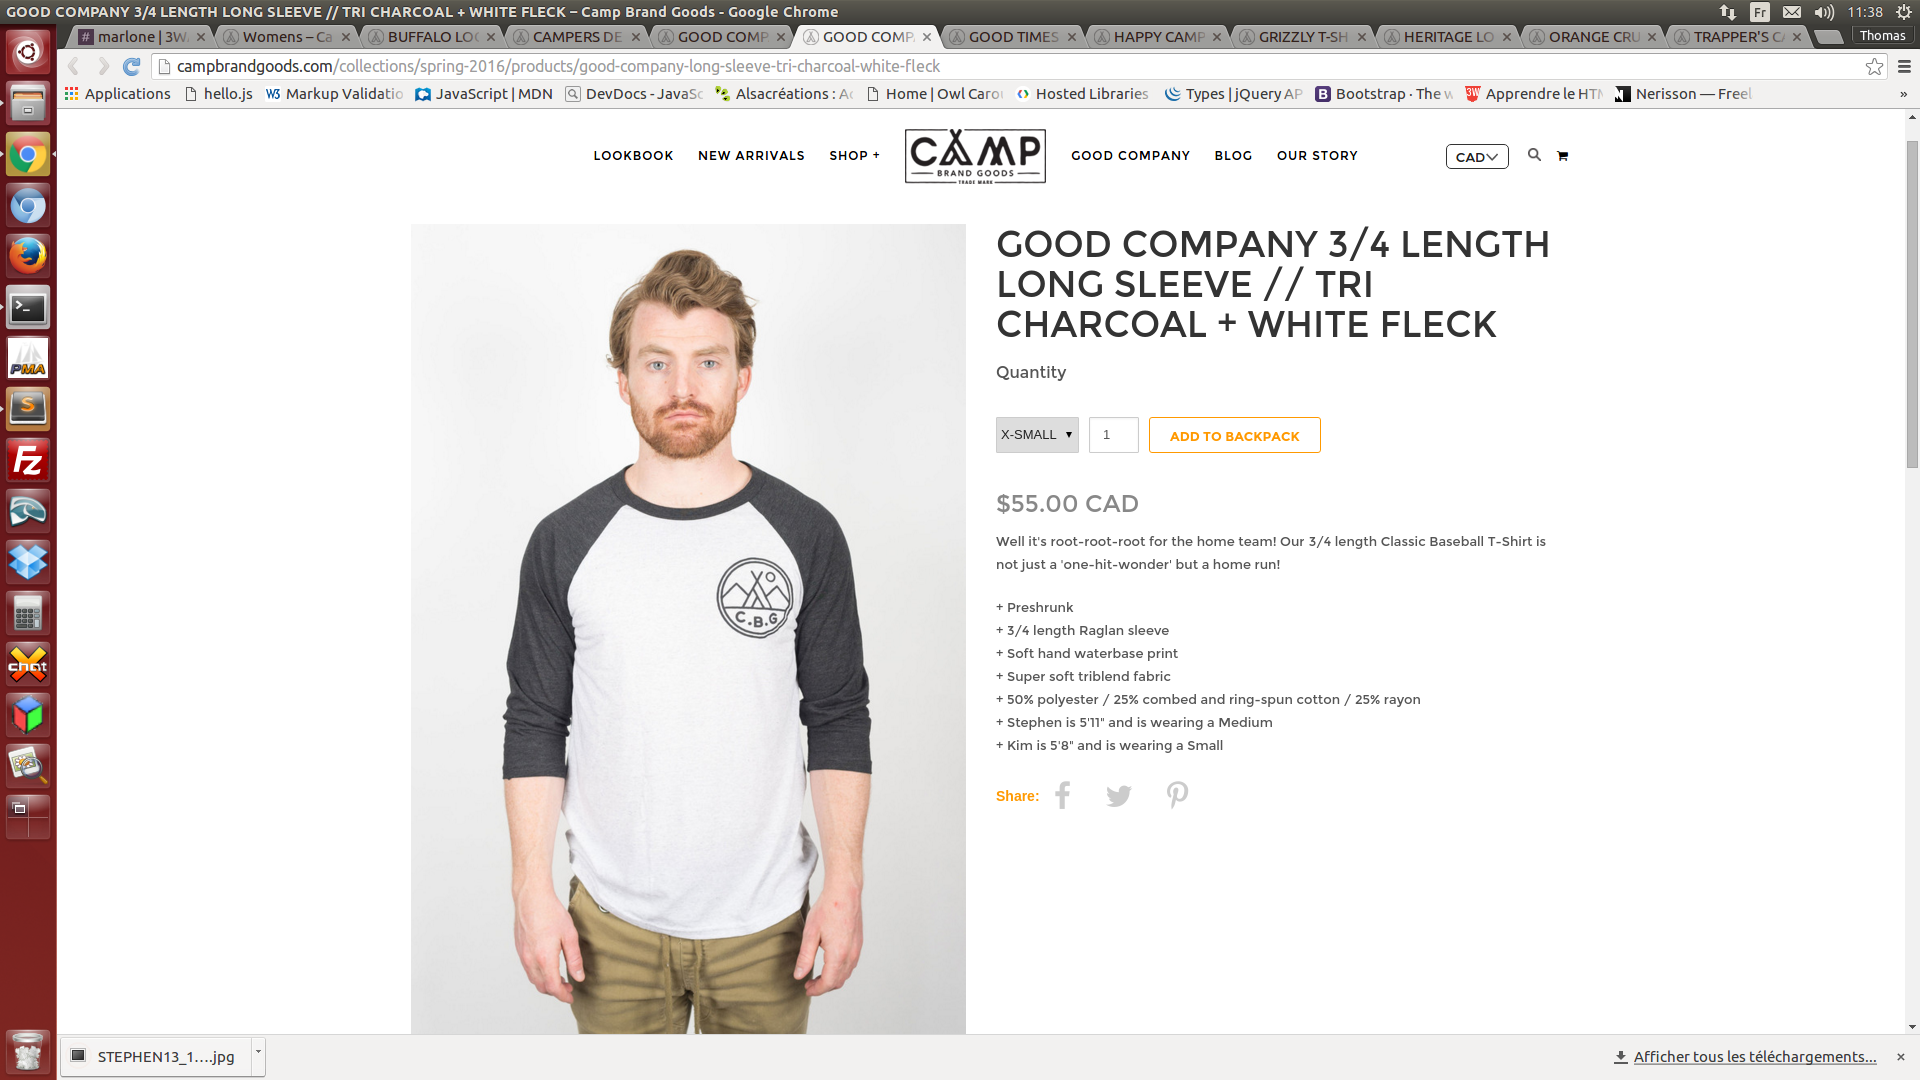 GOOD COMPANY 3/4 LENGTH LONG SLEEVE // TRI CHARCOAL + WHITE FLECK – Camp Brand Goods - Google Chrome
Fr 11:38
marlone | 3W
Womens – Ca
BUFFALO LO
CAMPERS DE
GOOD COMP
GOOD COMP
GOOD TIMES
HAPPY CAMP
GRIZZLY T-SH
HERITAGE LO
ORANGE CRU
TRAPPER'S C
Thomas
campbrandgoods.com/collections/spring-2016/products/good-company-long-sleeve-tri-charcoal-white-fleck
Applications
hello.js
Markup Validatio
JavaScript | MDN
DevDocs - JavaSc
Alsacréations : Ac
Home | Owl Carou
Hosted Libraries
Types | jQuery AP
Bootstrap · The w
Apprendre le HTM
Nerisson — Freel
»
LOOKBOOK NEW ARRIVALS SHOP +
CAMP
BRAND GOODS
TRADE MARK
GOOD COMPANY BLOG OUR STORY
CAD
GOOD COMPANY 3/4 LENGTH
LONG SLEEVE // TRI
CHARCOAL + WHITE FLECK
Quantity
X-SMALL 1 ADD TO BACKPACK
$55.00 CAD
Well it's root-root-root for the home team! Our 3/4 length Classic Baseball T-Shirt is
not just a 'one-hit-wonder' but a home run!
+ Preshrunk
+ 3/4 length Raglan sleeve
+ Soft hand waterbase print
+ Super soft triblend fabric
+ 50% polyester / 25% combed and ring-spun cotton / 25% rayon
+ Stephen is 5'11" and is wearing a Medium
+ Kim is 5'8" and is wearing a Small
Share:
C.B.G
PMA
S
Fz
chat
STEPHEN13_1....jpg
Afficher tous les téléchargements...